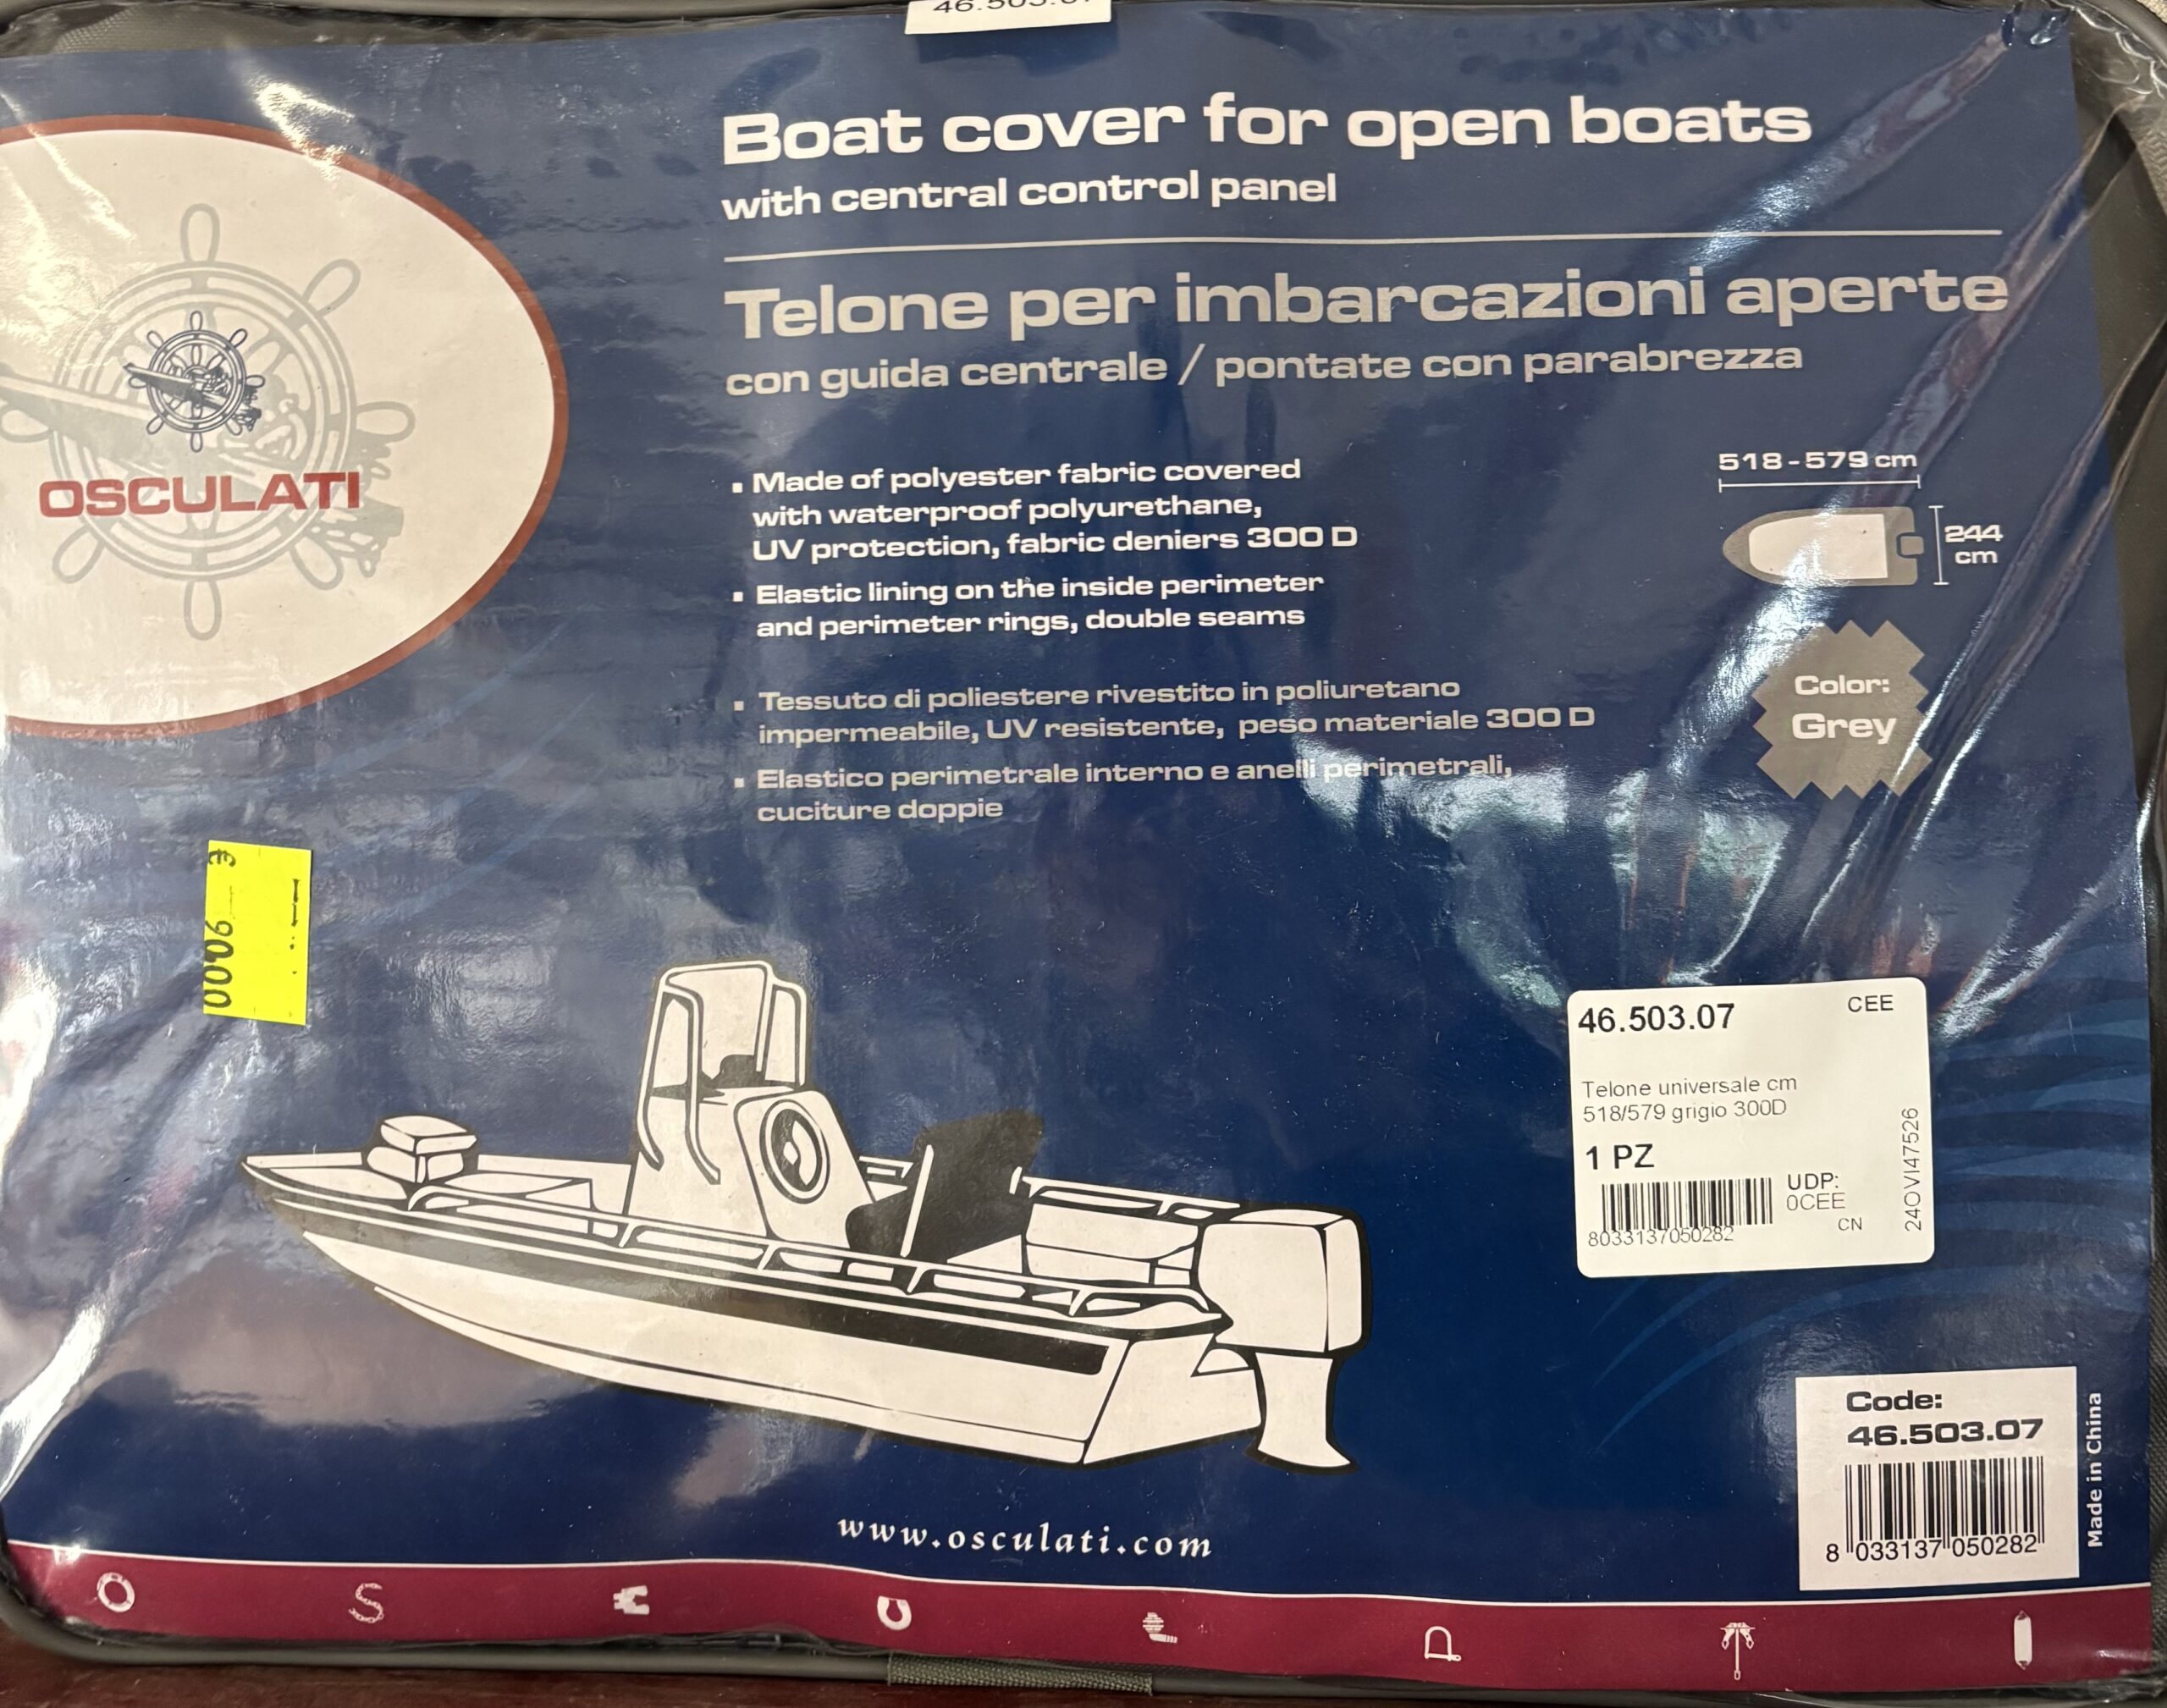 46.503.07
Boat cover for open boats
with central control panel
Telone per imbarcazioni aperte
con guida centrale / pontate con parabrezza
OSCULATI
▪ Made of polyester fabric covered
with waterproof polyurethane,
UV protection, fabric deniers 300 D
▪ Elastic lining on the inside perimeter
and perimeter rings, double seams
518-579 cm
244
cm
▪ Tessuto di poliestere rivestito in poliuretano
impermeabile, UV resistente, peso materiale 300 D
▪ Elastico perimetrale interno e anelli perimetrali,
cuciture doppie
Color:
Grey
46.503.07 CEE
Telone universale cm
518/579 grigio 300D
1 PZ
UDP:
0CEE
CN
8033137050282
24OVI47526
Code:
46.503.07
8 033137 050282
Made in China
www.osculati.com